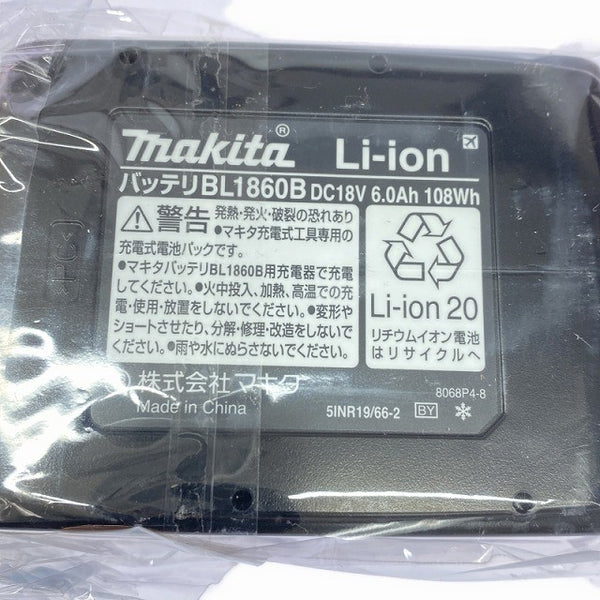 makita® Li-ion
バッテリBL1860B DC18V 6.0Ah 108Wh
警告 発熱・発火・破裂の恐れあり
●マキタ充電式工具専用の
充電式電池パックです。
●マキタバッテリBL1860B用充電器で充電
してください。●火中投入、加熱、高温での充
電・使用・放置をしないでください。●変形や
ショートさせたり、分解・修理・改造をしないで
ください。●雨や水にぬらさないでください。
Li-ion 20
リチウムイオン電池
はリサイクルへ
株式会社マキタ
Made in China
8068P4-8
5INR19/66-2 BY